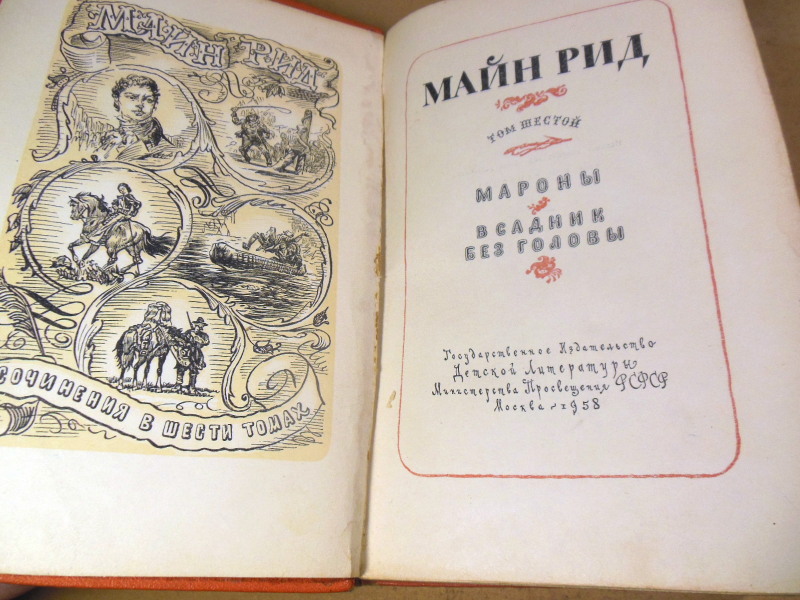 МАЙН РИД
СОЧИНЕНИЯ В ШЕСТИ ТОМАХ
МАЙН РИД
ТОМ ШЕСТОЙ
МАРОНЫ
ВСАДНИК
БЕЗ ГОЛОВЫ
Государственное Издательство
Детской Литературы
Министерства Просвещения РСФСР
Москва ~ 1958